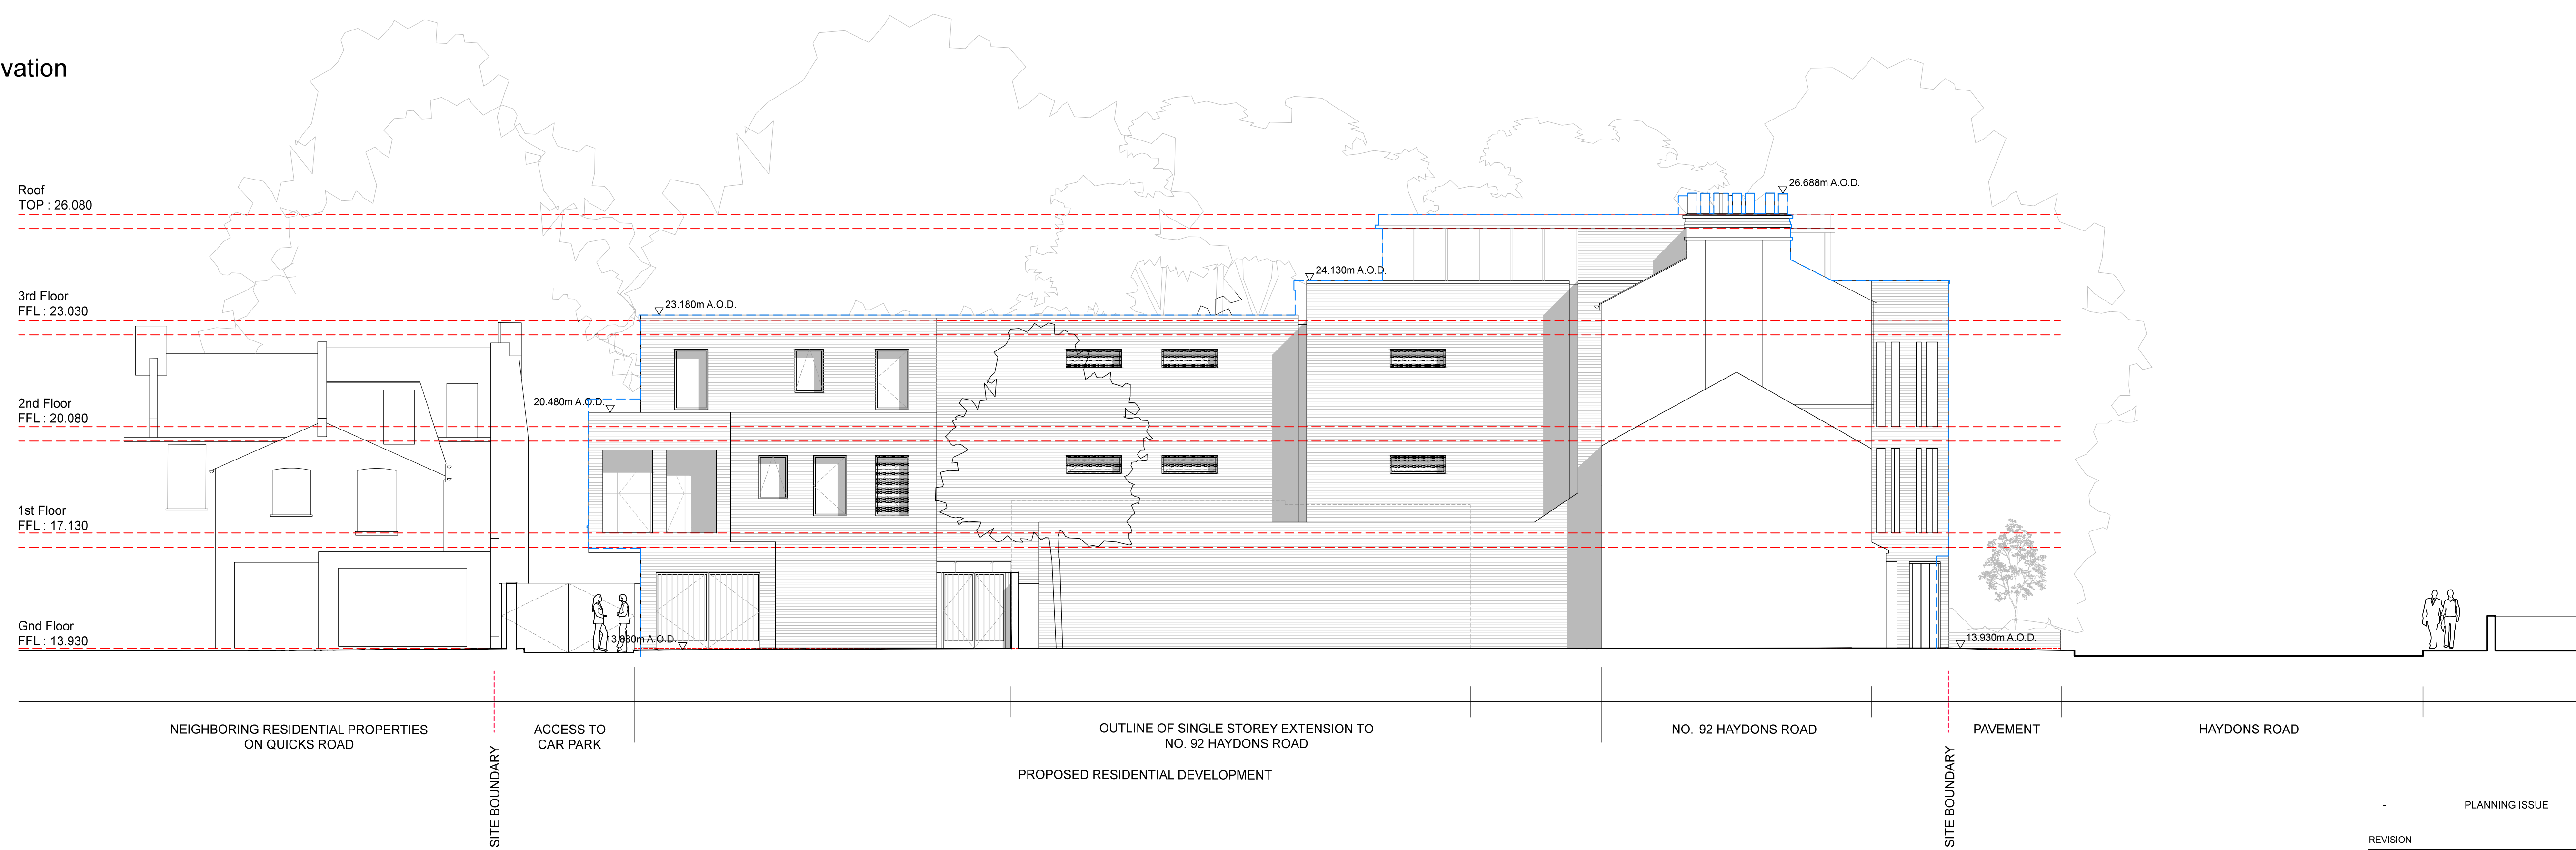 vation
Roof
TOP : 26.080
26.688m A.O.D.
24.130m A.O.D.
3rd Floor
FFL : 23.030
23.180m A.O.D.
2nd Floor
FFL : 20.080
20.480m A.O.D.
1st Floor
FFL : 17.130
Gnd Floor
FFL : 13.930
13.880m A.O.D.
13.930m A.O.D.
NEIGHBORING RESIDENTIAL PROPERTIES
ON QUICKS ROAD
SITE BOUNDARY
ACCESS TO
CAR PARK
OUTLINE OF SINGLE STOREY EXTENSION TO
NO. 92 HAYDONS ROAD
PROPOSED RESIDENTIAL DEVELOPMENT
NO. 92 HAYDONS ROAD
SITE BOUNDARY
PAVEMENT
HAYDONS ROAD
- PLANNING ISSUE
REVISION